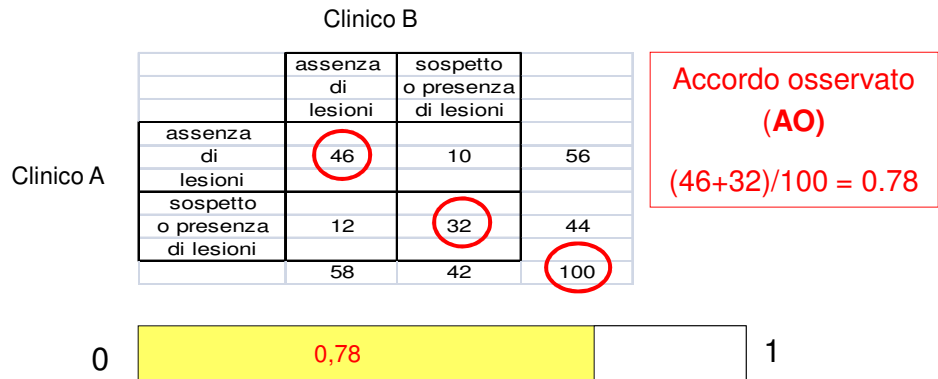 Clinico B
assenza sospetto
di o presenza
lesioni di lesioni
Accordo osservato
(AO)
(46+32)/100 = 0.78
Clinico A
assenza
di 46 10 56
lesioni
sospetto
o presenza 12 32 44
di lesioni
58 42 100
0 0,78 1